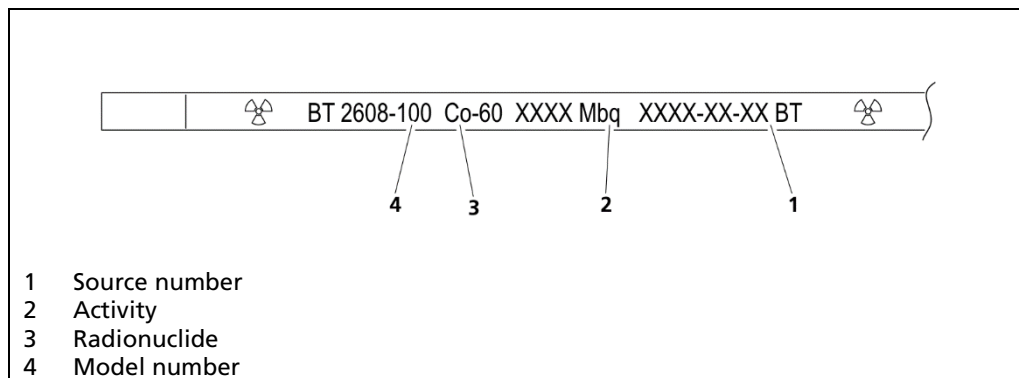 BT 2608-100 Co-60 XXXX Mbq XXXX-XX-XX BT
4 3 2 1
1 Source number
2 Activity
3 Radionuclide
4 Model number